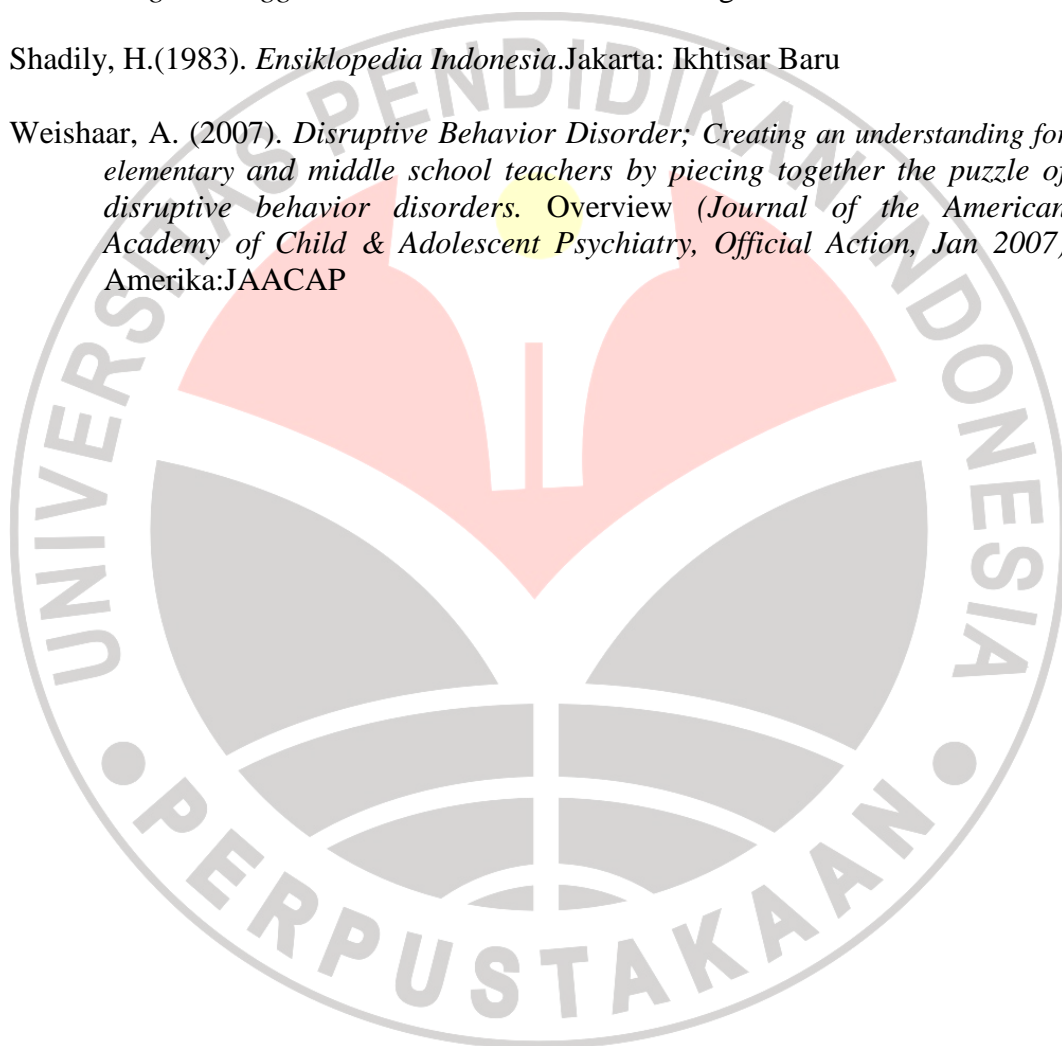 Shadily, H.(1983). Ensiklopedia Indonesia.Jakarta: Ikhtisar Baru
Weishaar, A. (2007). Disruptive Behavior Disorder; Creating an understanding for
elementary and middle school teachers by piecing together the puzzle of
disruptive behavior disorders. Overview (Journal of the American
Academy of Child & Adolescent Psychiatry, Official Action, Jan 2007)
Amerika:JAACAP
UNIVERSITAS PENDIDIKAN INDONESIA
PERPUSTAKAAN